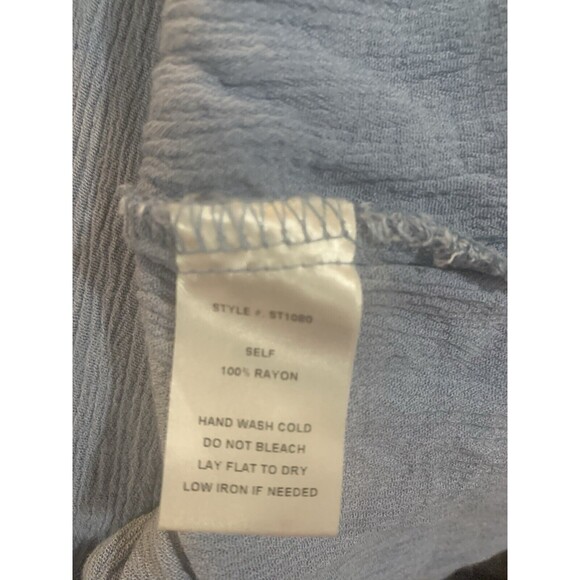 STYLE #. ST1080
SELF
100% RAYON
HAND WASH COLD
DO NOT BLEACH
LAY FLAT TO DRY
LOW IRON IF NEEDED